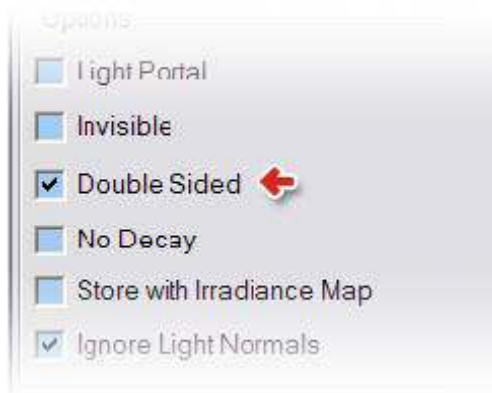 Options
Light Portal
Invisible
Double Sided
No Decay
Store with Irradiance Map
Ignore Light Normals